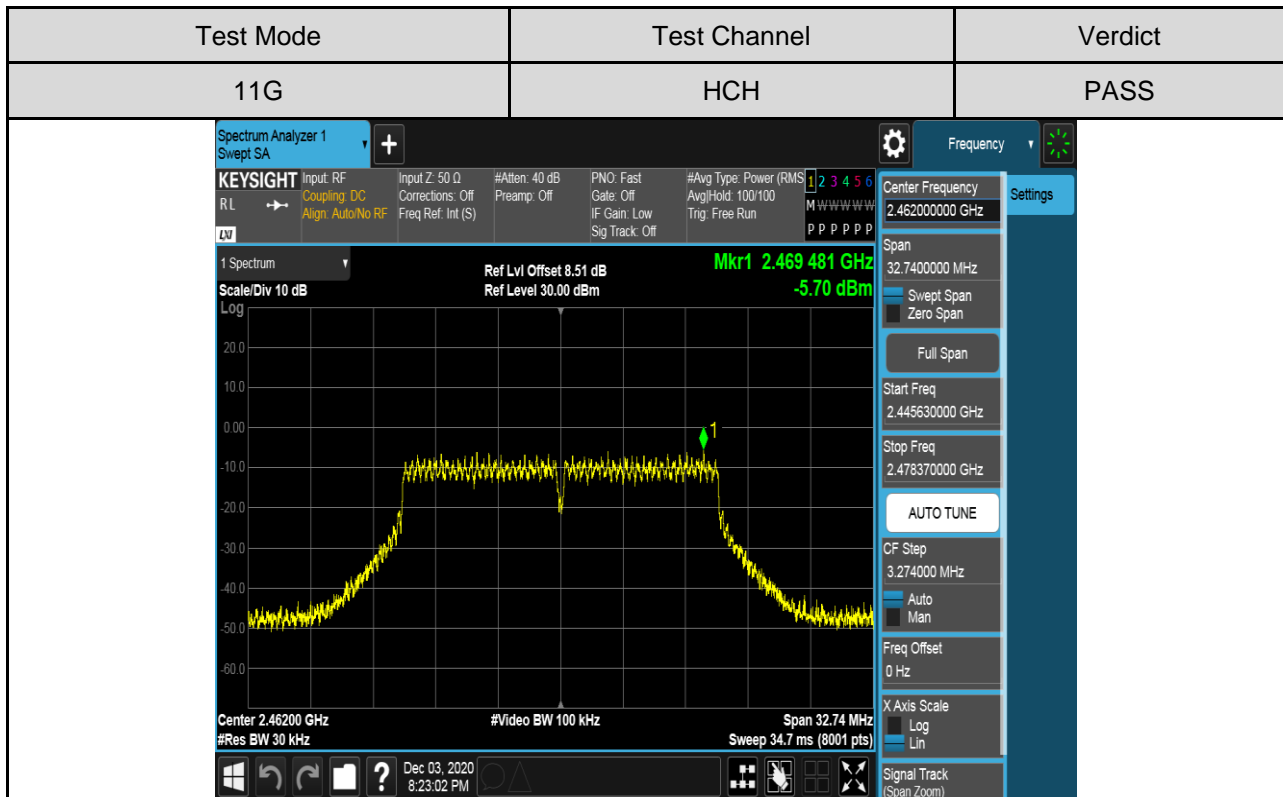 Test Mode Test Channel Verdict
11G HCH PASS
Spectrum Analyzer 1
Swept SA
Frequency
KEYSIGHT Input: RF Input Z: 50 Ω #Atten: 40 dB PNO: Fast #Avg Type: Power (RMS 1 2 3 4 5 6
RL Coupling: DC Corrections: Off Preamp: Off Gate: Off Avg|Hold: 100/100 M W W W W W
Align: Auto/No RF Freq Ref: Int (S) IF Gain: Low Trig: Free Run
LXI Sig Track: Off P P P P P P
1 Spectrum
Scale/Div 10 dB
Ref Lvl Offset 8.51 dB
Ref Level 30.00 dBm
Mkr1 2.469 481 GHz
-5.70 dBm
Log
20.0
10.0
0.00
-10.0
-20.0
-30.0
-40.0
-50.0
-60.0
1
Center 2.46200 GHz #Video BW 100 kHz Span 32.74 MHz
#Res BW 30 kHz Sweep 34.7 ms (8001 pts)
Dec 03, 2020
8:23:02 PM
Center Frequency
2.462000000 GHz
Settings
Span
32.7400000 MHz
Swept Span
Zero Span
Full Span
Start Freq
2.445630000 GHz
Stop Freq
2.478370000 GHz
AUTO TUNE
CF Step
3.274000 MHz
Auto
Man
Freq Offset
0 Hz
X Axis Scale
Log
Lin
Signal Track
(Span Zoom)